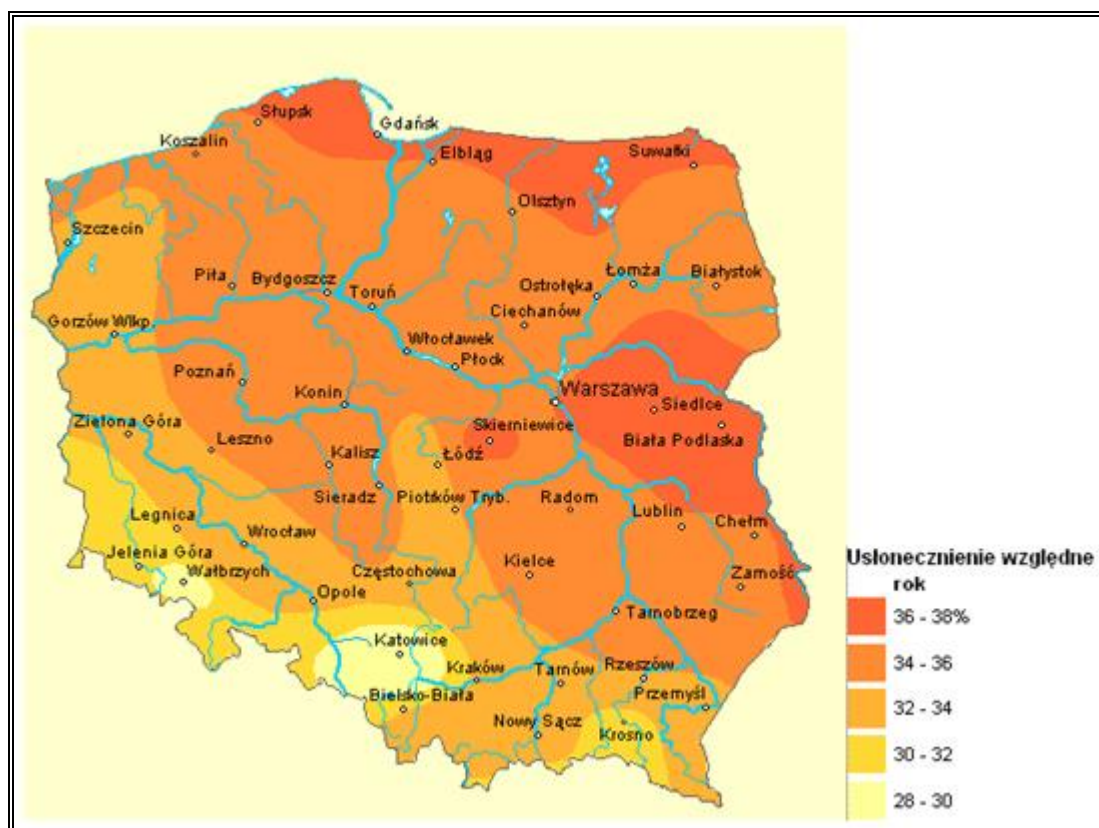 Słupsk
Gdańsk
Koszalin
Elbląg
Suwałki
Olsztyn
Szczecin
Piła
Bydgoszcz
Toruń
Ostrołęka
Łomża
Białystok
Ciechanów
Gorzów Wlkp.
Włocławek
Płock
Poznań
Konin
Warszawa
Siedlce
Skierniewice
Biała Podlaska
Zielona Góra
Leszno
Kalisz
Łódź
Sieradz
Piotrków Tryb.
Radom
Lublin
Chełm
Legnica
Wrocław
Jelenia Góra
Wałbrzych
Częstochowa
Kielce
Zamość
Opole
Tarnobrzeg
Katowice
Kraków
Tarnów
Rzeszów
Przemyśl
Bielsko-Biała
Nowy Sącz
Krosno
Usłonecznienie względne
rok
36 - 38%
34 - 36
32 - 34
30 - 32
28 - 30